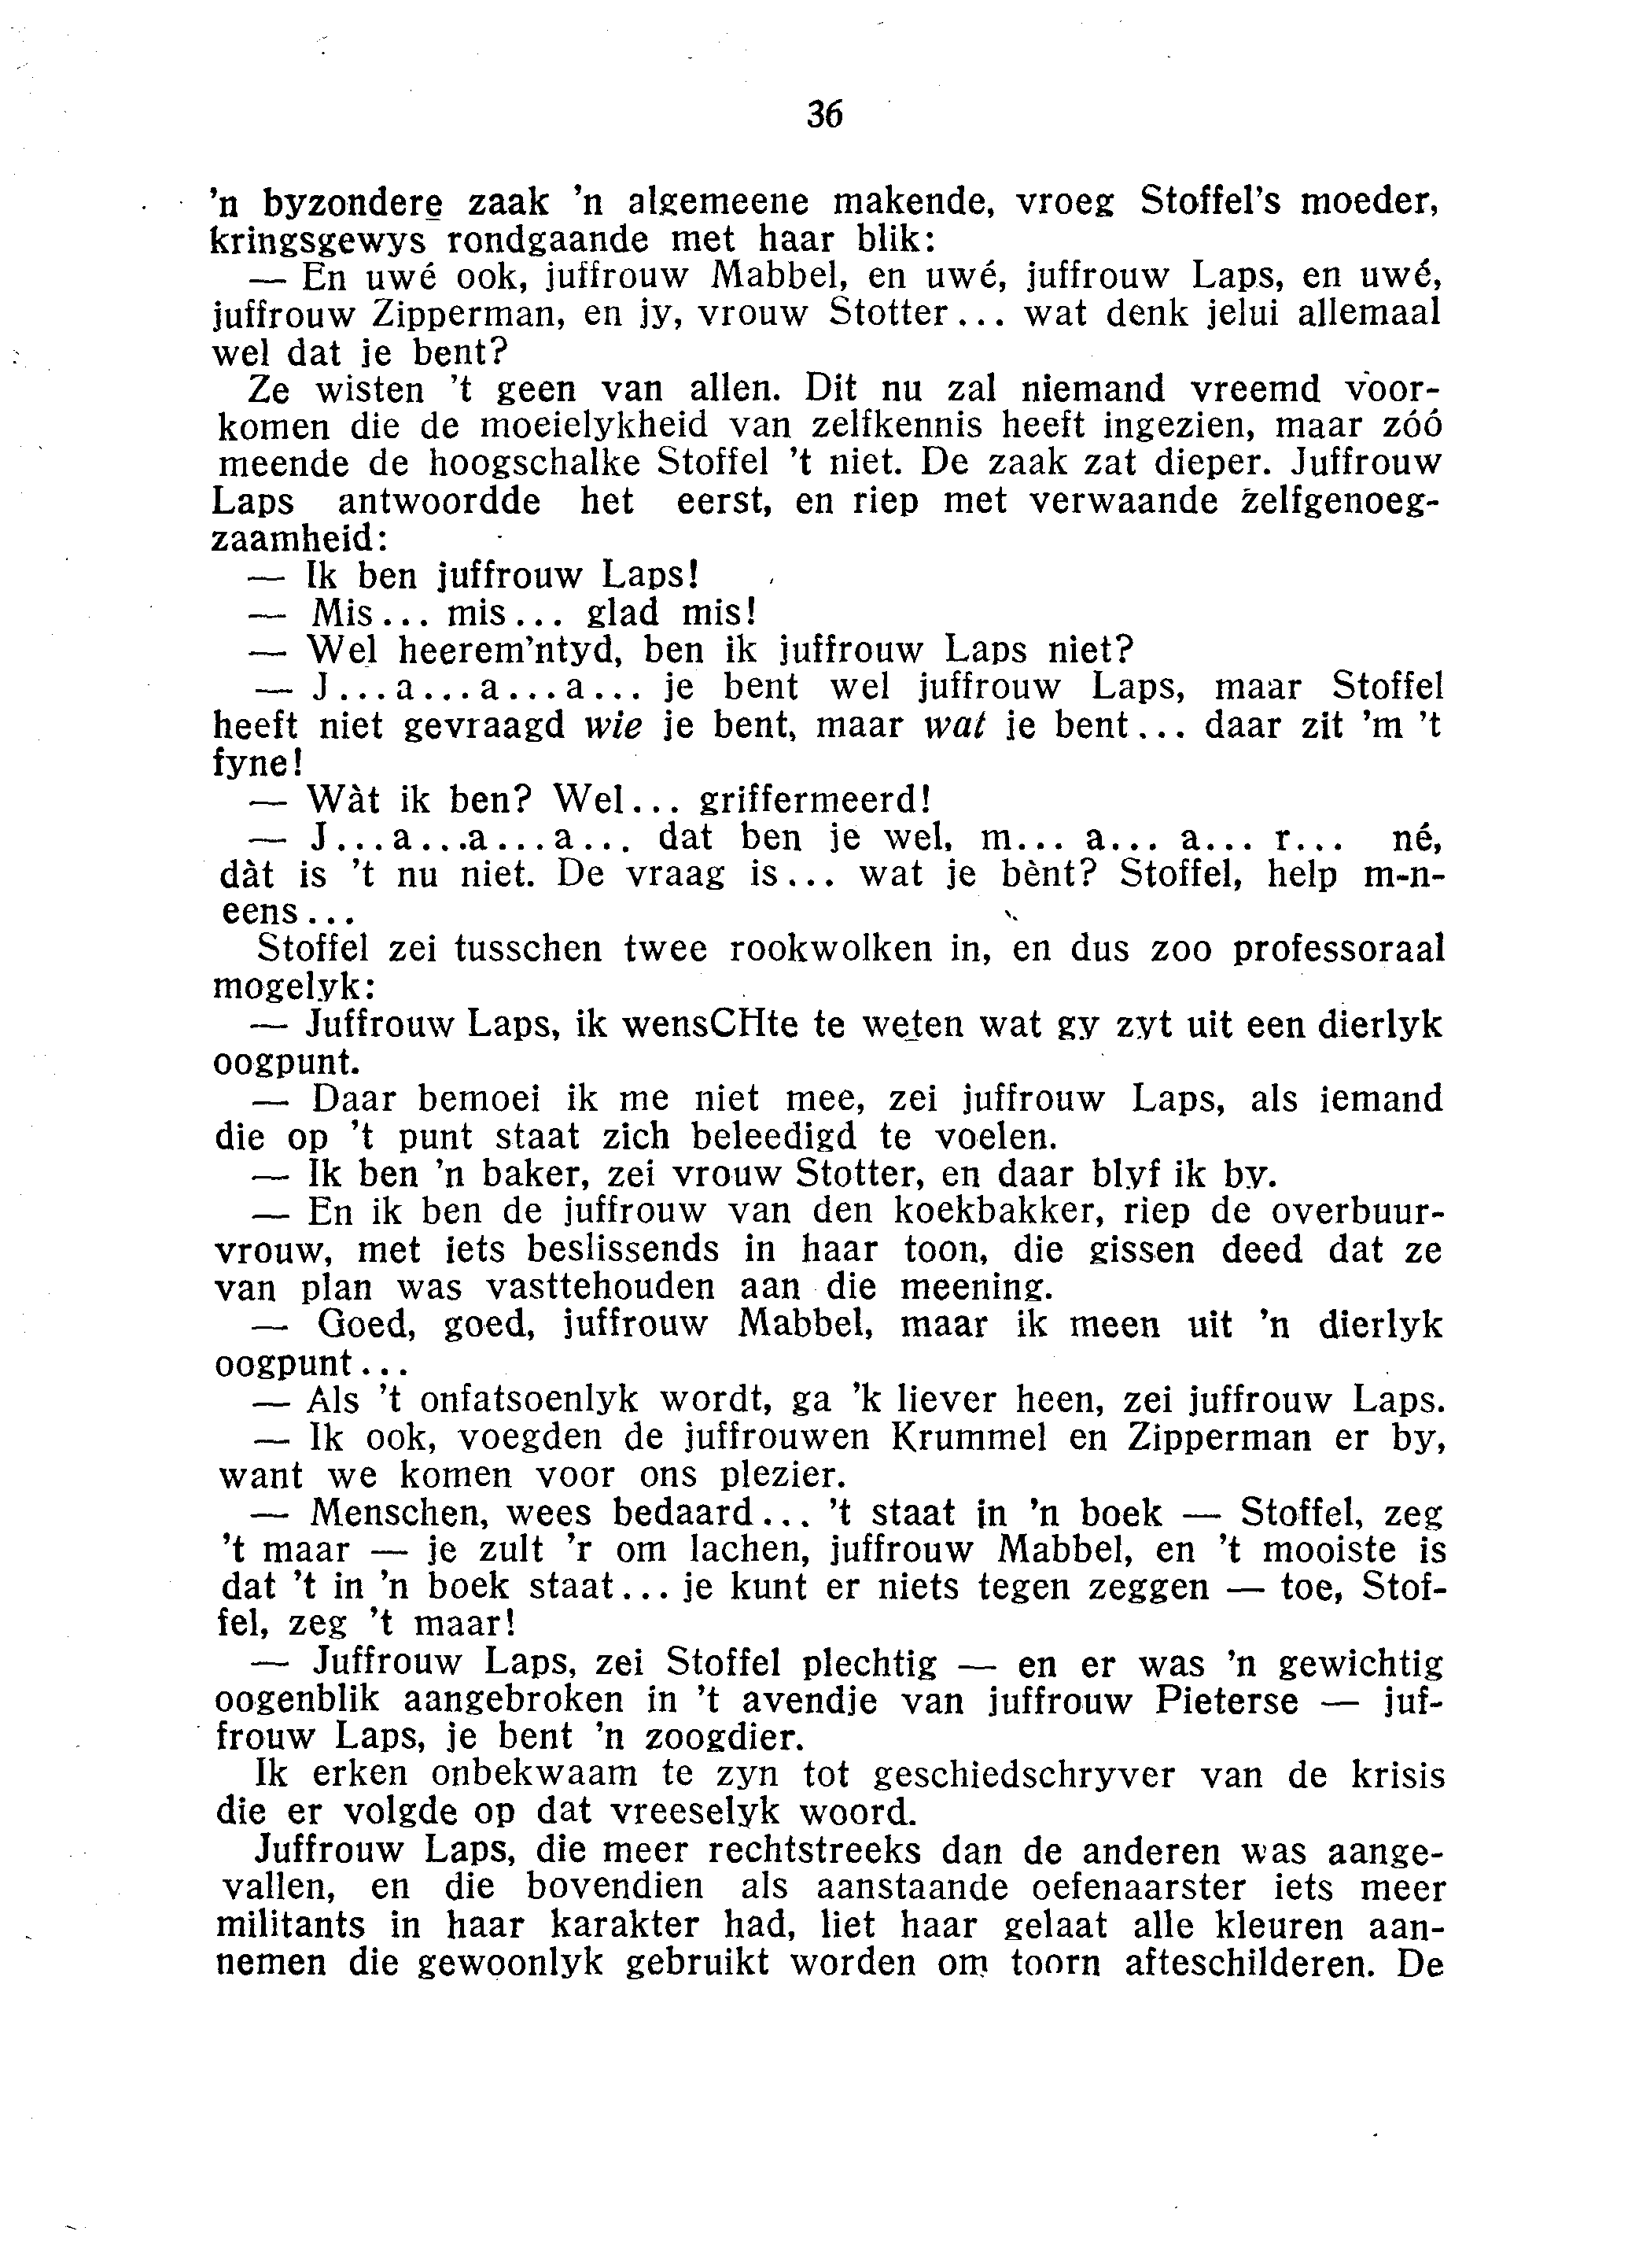 36
'n byzondere zaak 'n algemeene makende, vroeg Stoffel's moeder,
kringsgewys rondgaande met haar blik:
— En uwé ook, juffrouw Mabbel, en uwé, juffrouw Laps, en uwé,
juffrouw Zipperman, en jy, vrouw Stotter... wat denk jelui allemaal
wel dat je bent?
Ze wisten 't geen van allen. Dit nu zal niemand vreemd voor-
komen die de moeielykheid van zelfkennis heeft ingezien, maar zóó
meende de hoogschalke Stoffel 't niet. De zaak zat dieper. Juffrouw
Laps antwoordde het eerst, en riep met verwaande zelfgenoeg-
zaamheid:
— Ik ben juffrouw Laps!
— Mis... mis... glad mis!
— Wel heerem'ntyd, ben ik juffrouw Laps niet?
— J...a...a...a... je bent wel juffrouw Laps, maar Stoffel
heeft niet gevraagd wie je bent, maar wat je bent... daar zit 'm 't
fyne!
— Wàt ik ben? Wel... griffermeerd!
— J...a...a...a... dat ben je wel, m... a... a... r... né,
dàt is 't nu niet. De vraag is... wat je bènt? Stoffel, help m-n-
eens...
Stoffel zei tusschen twee rookwolken in, en dus zoo professoraal
mogelyk:
— Juffrouw Laps, ik wensCHte te weten wat gy zyt uit een dierlyk
oogpunt.
— Daar bemoei ik me niet mee, zei juffrouw Laps, als iemand
die op 't punt staat zich beleedigd te voelen.
— Ik ben 'n baker, zei vrouw Stotter, en daar blyf ik by.
— En ik ben de juffrouw van den koekbakker, riep de overbuur-
vrouw, met iets beslissends in haar toon, die gissen deed dat ze
van plan was vasttehouden aan die meening.
— Goed, goed, juffrouw Mabbel, maar ik meen uit 'n dierlyk
oogpunt...
— Als 't onfatsoenlyk wordt, ga 'k liever heen, zei juffrouw Laps.
— Ik ook, voegden de juffrouwen Krummel en Zipperman er by,
want we komen voor ons plezier.
— Menschen, wees bedaard... 't staat in 'n boek — Stoffel, zeg
't maar — je zult 'r om lachen, juffrouw Mabbel, en 't mooiste is
dat 't in 'n boek staat... je kunt er niets tegen zeggen — toe, Stof-
fel, zeg 't maar!
— Juffrouw Laps, zei Stoffel plechtig — en er was 'n gewichtig
oogenblik aangebroken in 't avendje van juffrouw Pieterse — juf-
frouw Laps, je bent 'n zoogdier.
Ik erken onbekwaam te zyn tot geschiedschryver van de krisis
die er volgde op dat vreeselyk woord.
Juffrouw Laps, die meer rechtstreeks dan de anderen was aange-
vallen, en die bovendien als aanstaande oefenaarster iets meer
militants in haar karakter had, liet haar gelaat alle kleuren aan-
nemen die gewoonlyk gebruikt worden om toorn afteschilderen. De